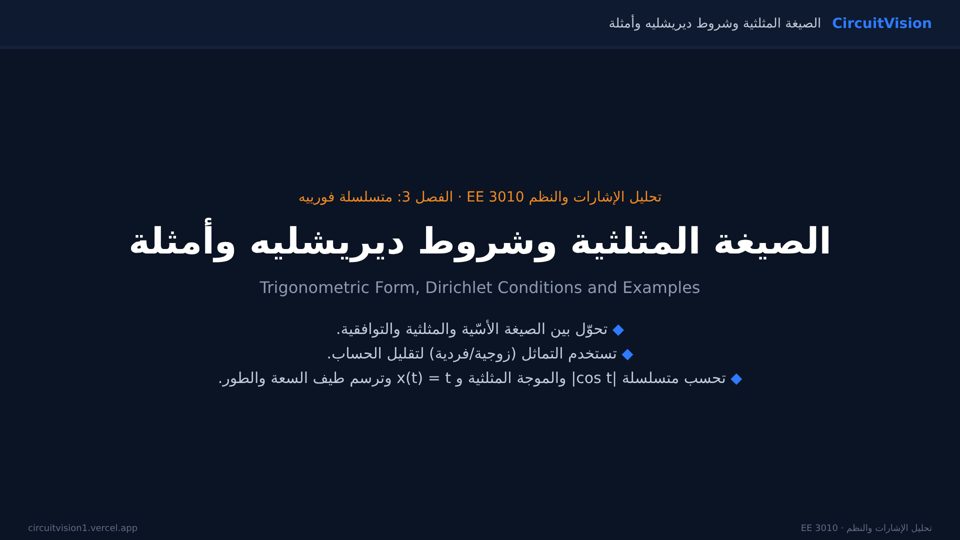 CircuitVision الصيغة المثلثية وشروط ديريشليه وأمثلة
تحليل الإشارات والنظم EE 3010 · الفصل 3: متسلسلة فورييه
الصيغة المثلثية وشروط ديريشليه وأمثلة
Trigonometric Form, Dirichlet Conditions and Examples
◆ تحوّل بين الصيغة الأسّية والمثلثية والتوافقية.
◆ تستخدم التماثل (زوجية/فردية) لتقليل الحساب.
◆ تحسب متسلسلة |cos t| والموجة المثلثية و x(t) = t وترسم طيف السعة والطور.
circuitvision1.vercel.app
تحليل الإشارات والنظم · EE 3010